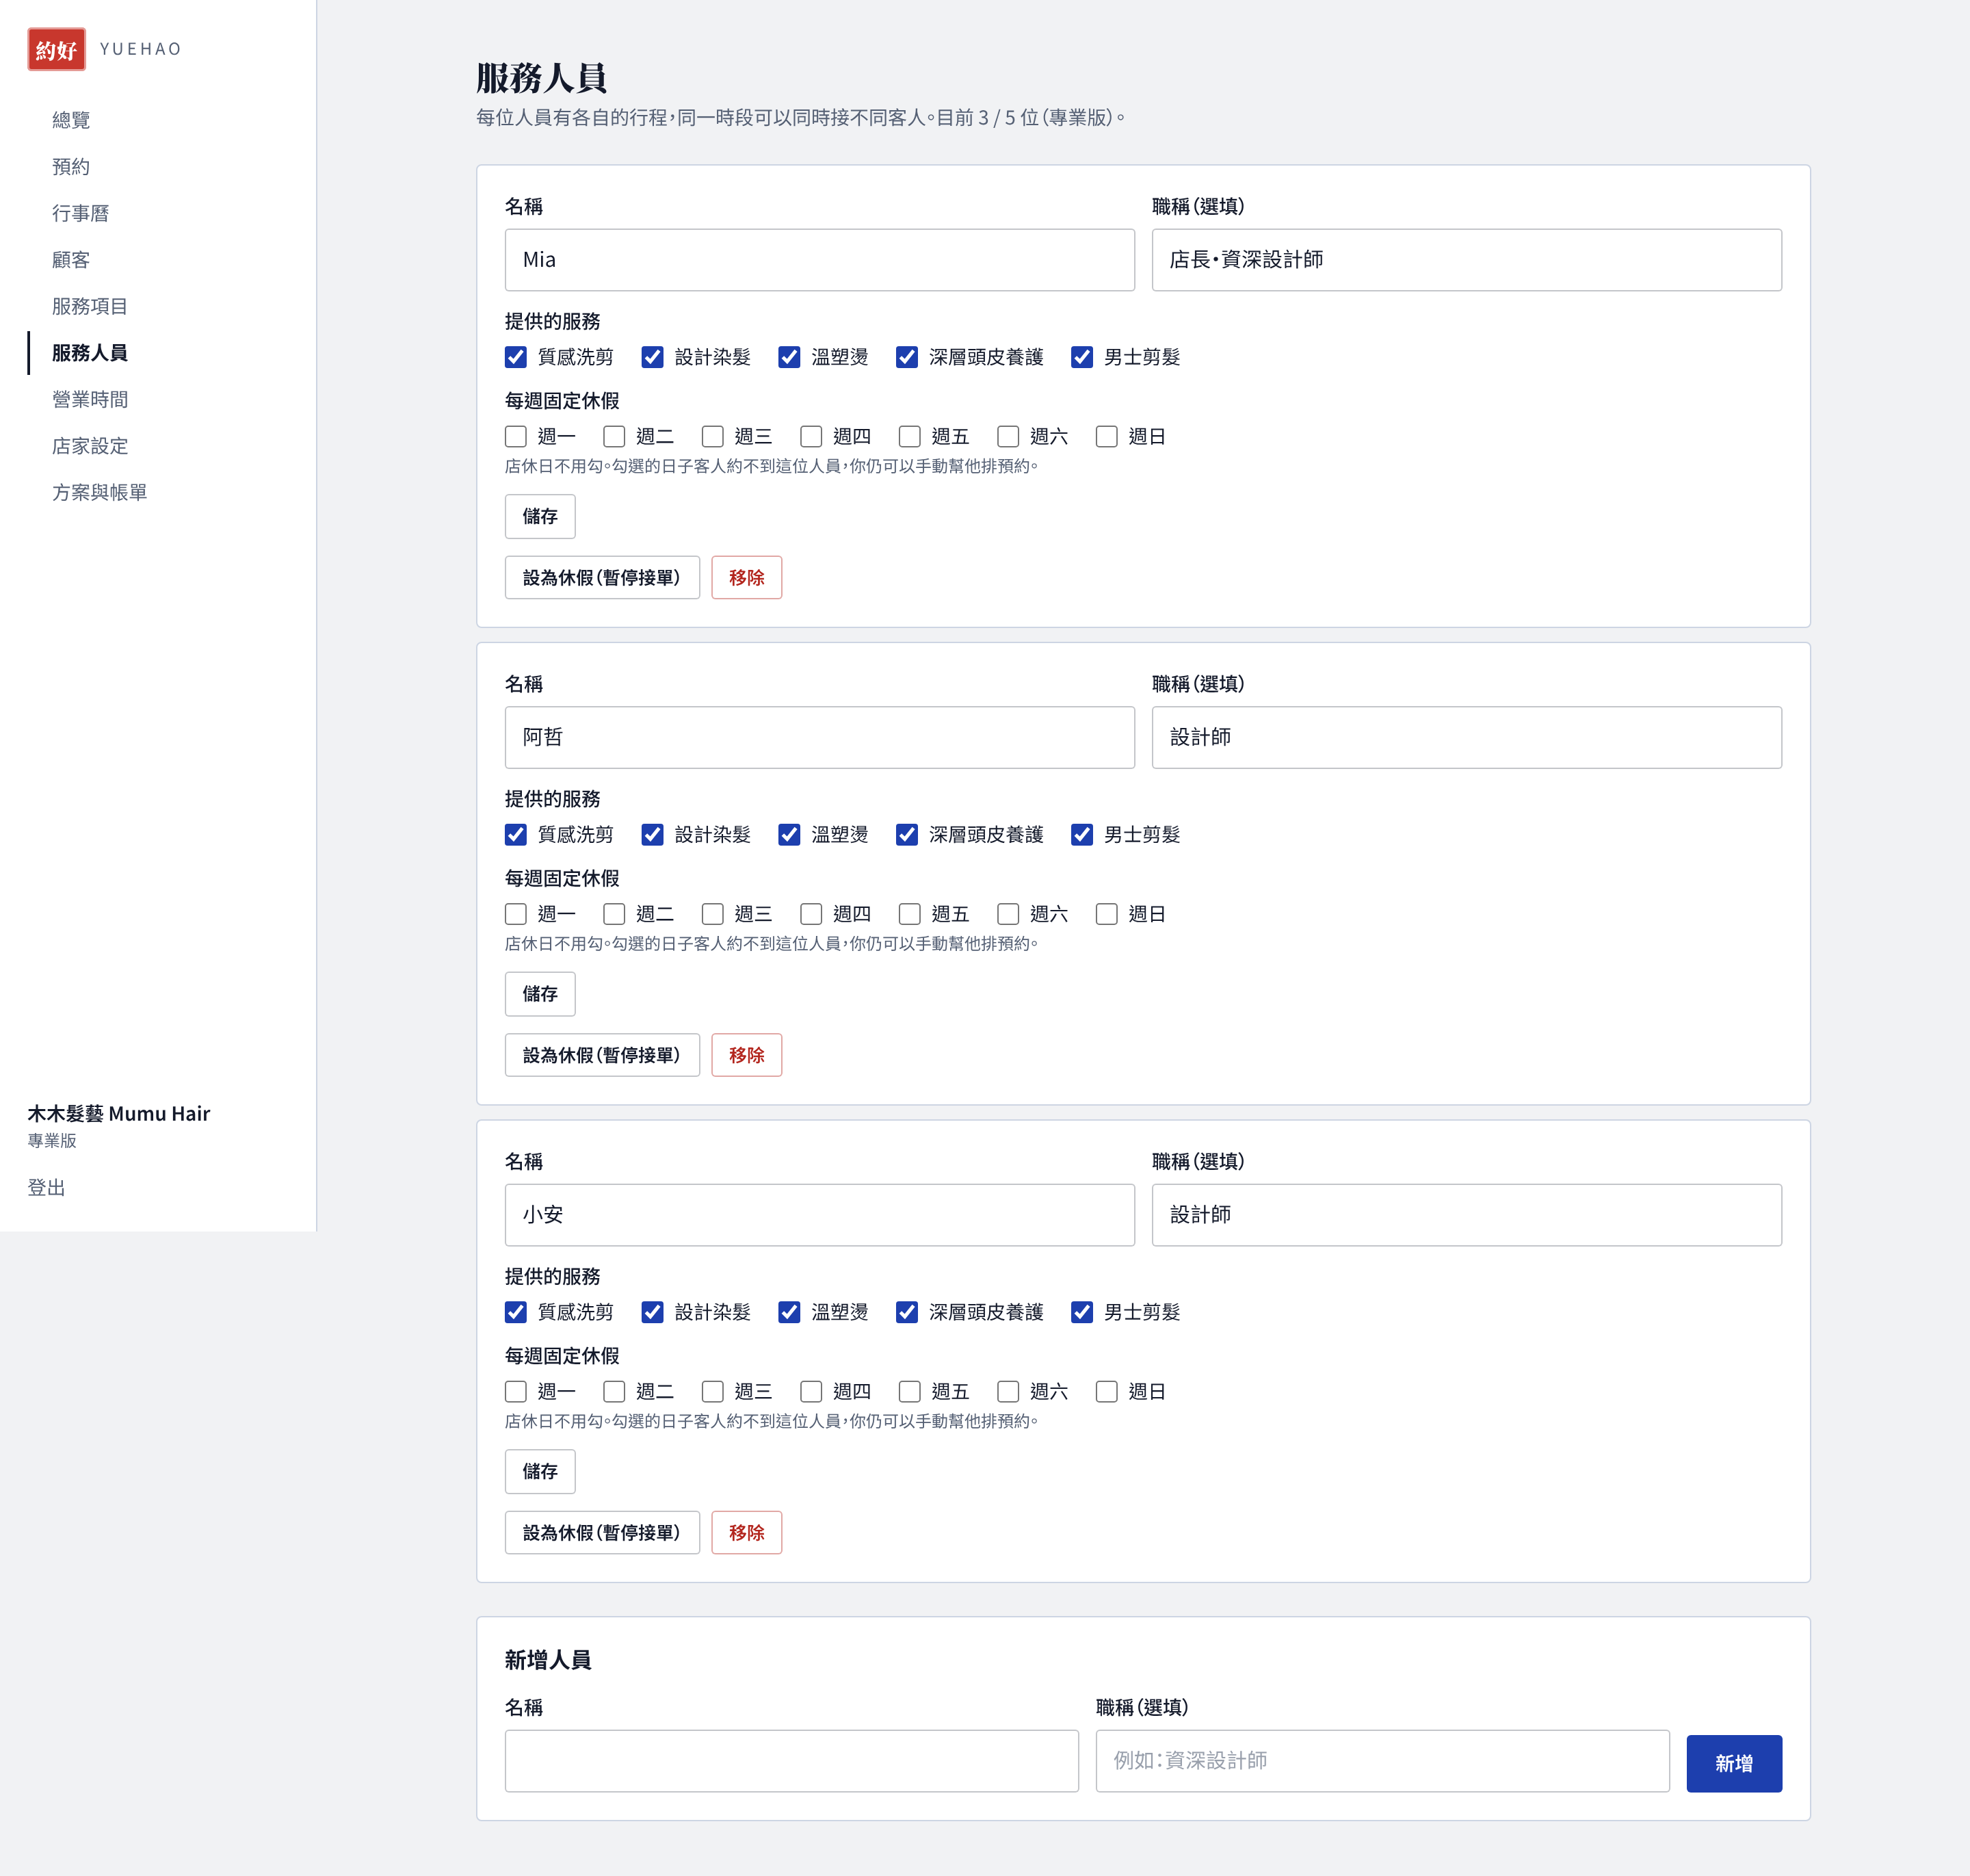 約好 YUEHAO
總覽
預約
行事曆
顧客
服務項目
服務人員
營業時間
店家設定
方案與帳單
木木髮藝 Mumu Hair
專業版
登出
服務人員
每位人員有各自的行程，同一時段可以同時接不同客人。目前 3 / 5 位（專業版）。
名稱 職稱（選填）
Mia 店長・資深設計師
提供的服務
質感洗剪 設計染髮 溫塑燙 深層頭皮養護 男士剪髮
每週固定休假
週一 週二 週三 週四 週五 週六 週日
店休日不用勾。勾選的日子客人約不到這位人員，你仍可以手動幫他排預約。
儲存
設為休假（暫停接單） 移除
名稱 職稱（選填）
阿哲 設計師
提供的服務
質感洗剪 設計染髮 溫塑燙 深層頭皮養護 男士剪髮
每週固定休假
週一 週二 週三 週四 週五 週六 週日
店休日不用勾。勾選的日子客人約不到這位人員，你仍可以手動幫他排預約。
儲存
設為休假（暫停接單） 移除
名稱 職稱（選填）
小安 設計師
提供的服務
質感洗剪 設計染髮 溫塑燙 深層頭皮養護 男士剪髮
每週固定休假
週一 週二 週三 週四 週五 週六 週日
店休日不用勾。勾選的日子客人約不到這位人員，你仍可以手動幫他排預約。
儲存
設為休假（暫停接單） 移除
新增人員
名稱 職稱（選填）
例如：資深設計師 新增